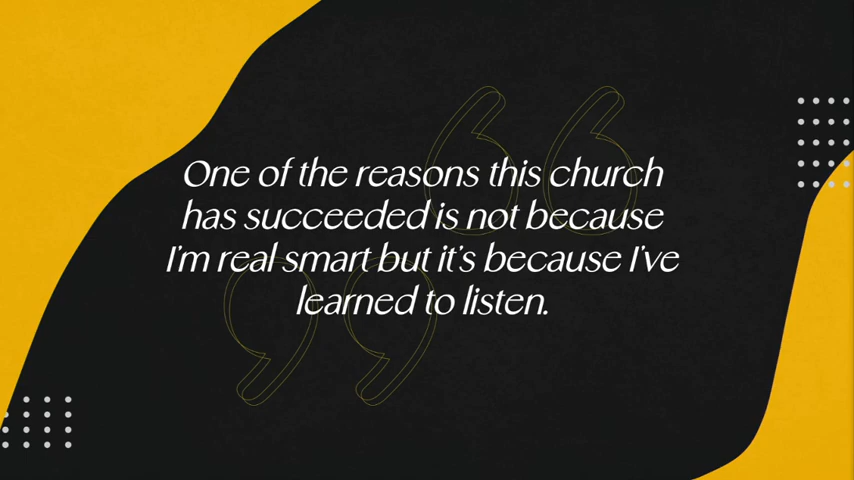 One of the reasons this church
has succeeded is not because
I'm real smart but it's because I've
learned to listen.